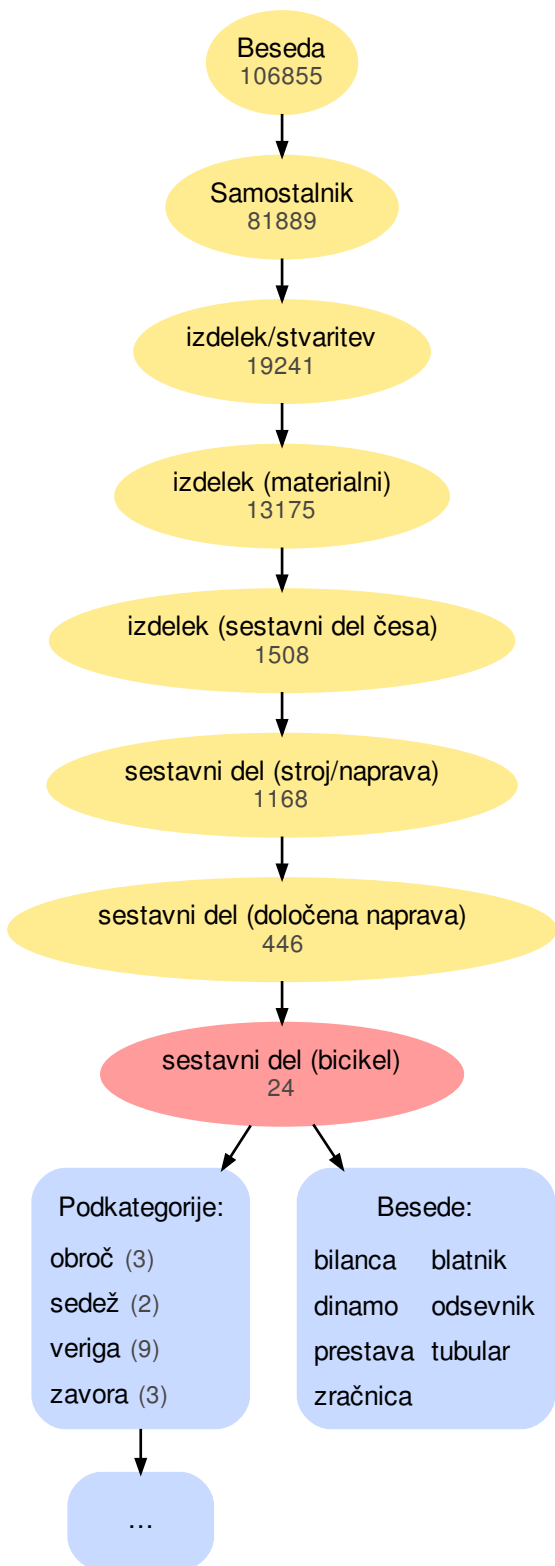 Beseda
106855
Samostalnik
81889
izdelek/stvaritev
19241
izdelek (materialni)
13175
izdelek (sestavni del česa)
1508
sestavni del (stroj/naprava)
1168
sestavni del (določena naprava)
446
sestavni del (bicikel)
24
Podkategorije:
obroč (3)
sedež (2)
veriga (9)
zavora (3)
...
Besede:
bilanca blatnik
dinamo odsevnik
prestava tubular
zračnica